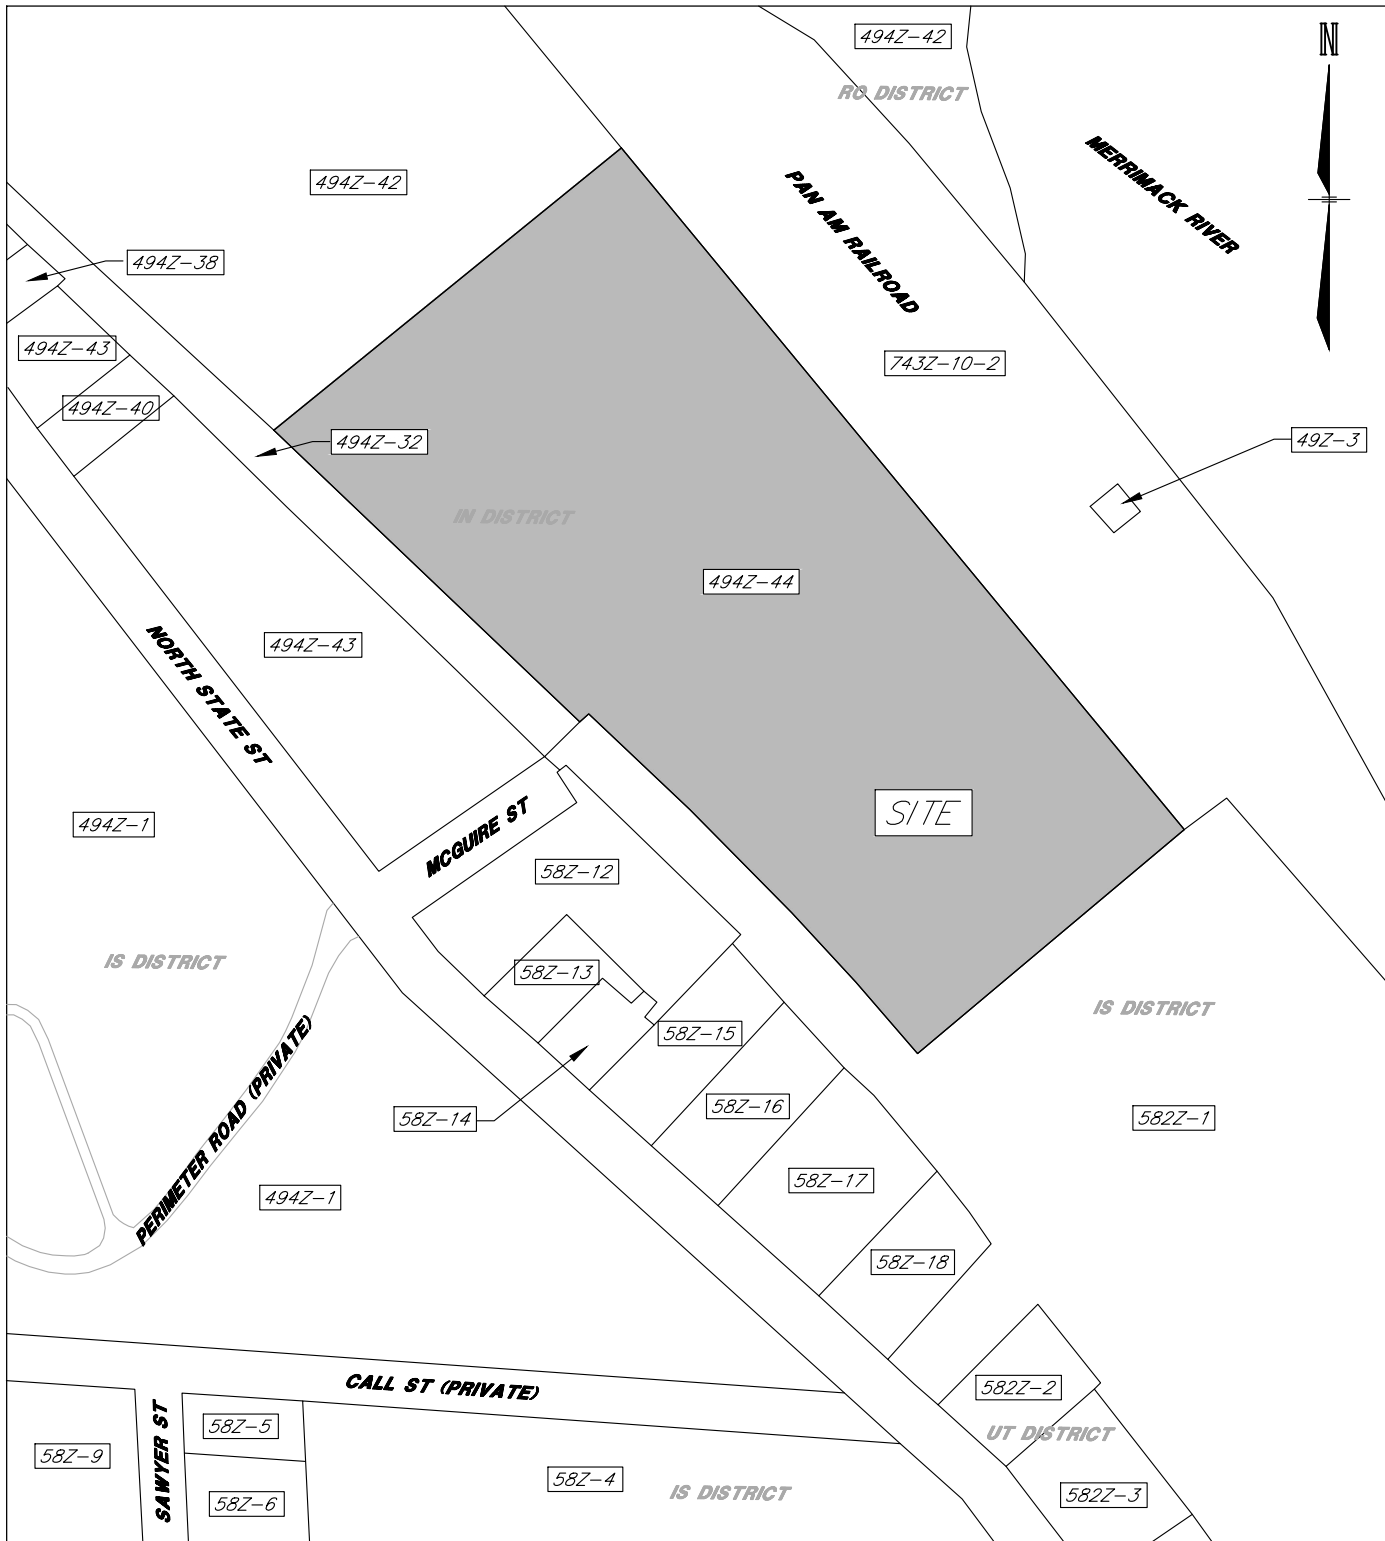 494Z-42
N
RO DISTRICT
MERRIMACK RIVER
494Z-42
PAN AM RAILROAD
494Z-38
494Z-43
743Z-10-2
494Z-40
494Z-32
49Z-3
IN DISTRICT
494Z-44
NORTH STATE ST
494Z-43
SITE
494Z-1
MCGUIRE ST
58Z-12
IS DISTRICT
58Z-13
IS DISTRICT
58Z-15
PERIMETER ROAD (PRIVATE)
58Z-14
58Z-16
582Z-1
58Z-17
494Z-1
58Z-18
CALL ST (PRIVATE)
582Z-2
58Z-5
UT DISTRICT
58Z-9
SAWYER ST
58Z-4
IS DISTRICT
582Z-3
58Z-6